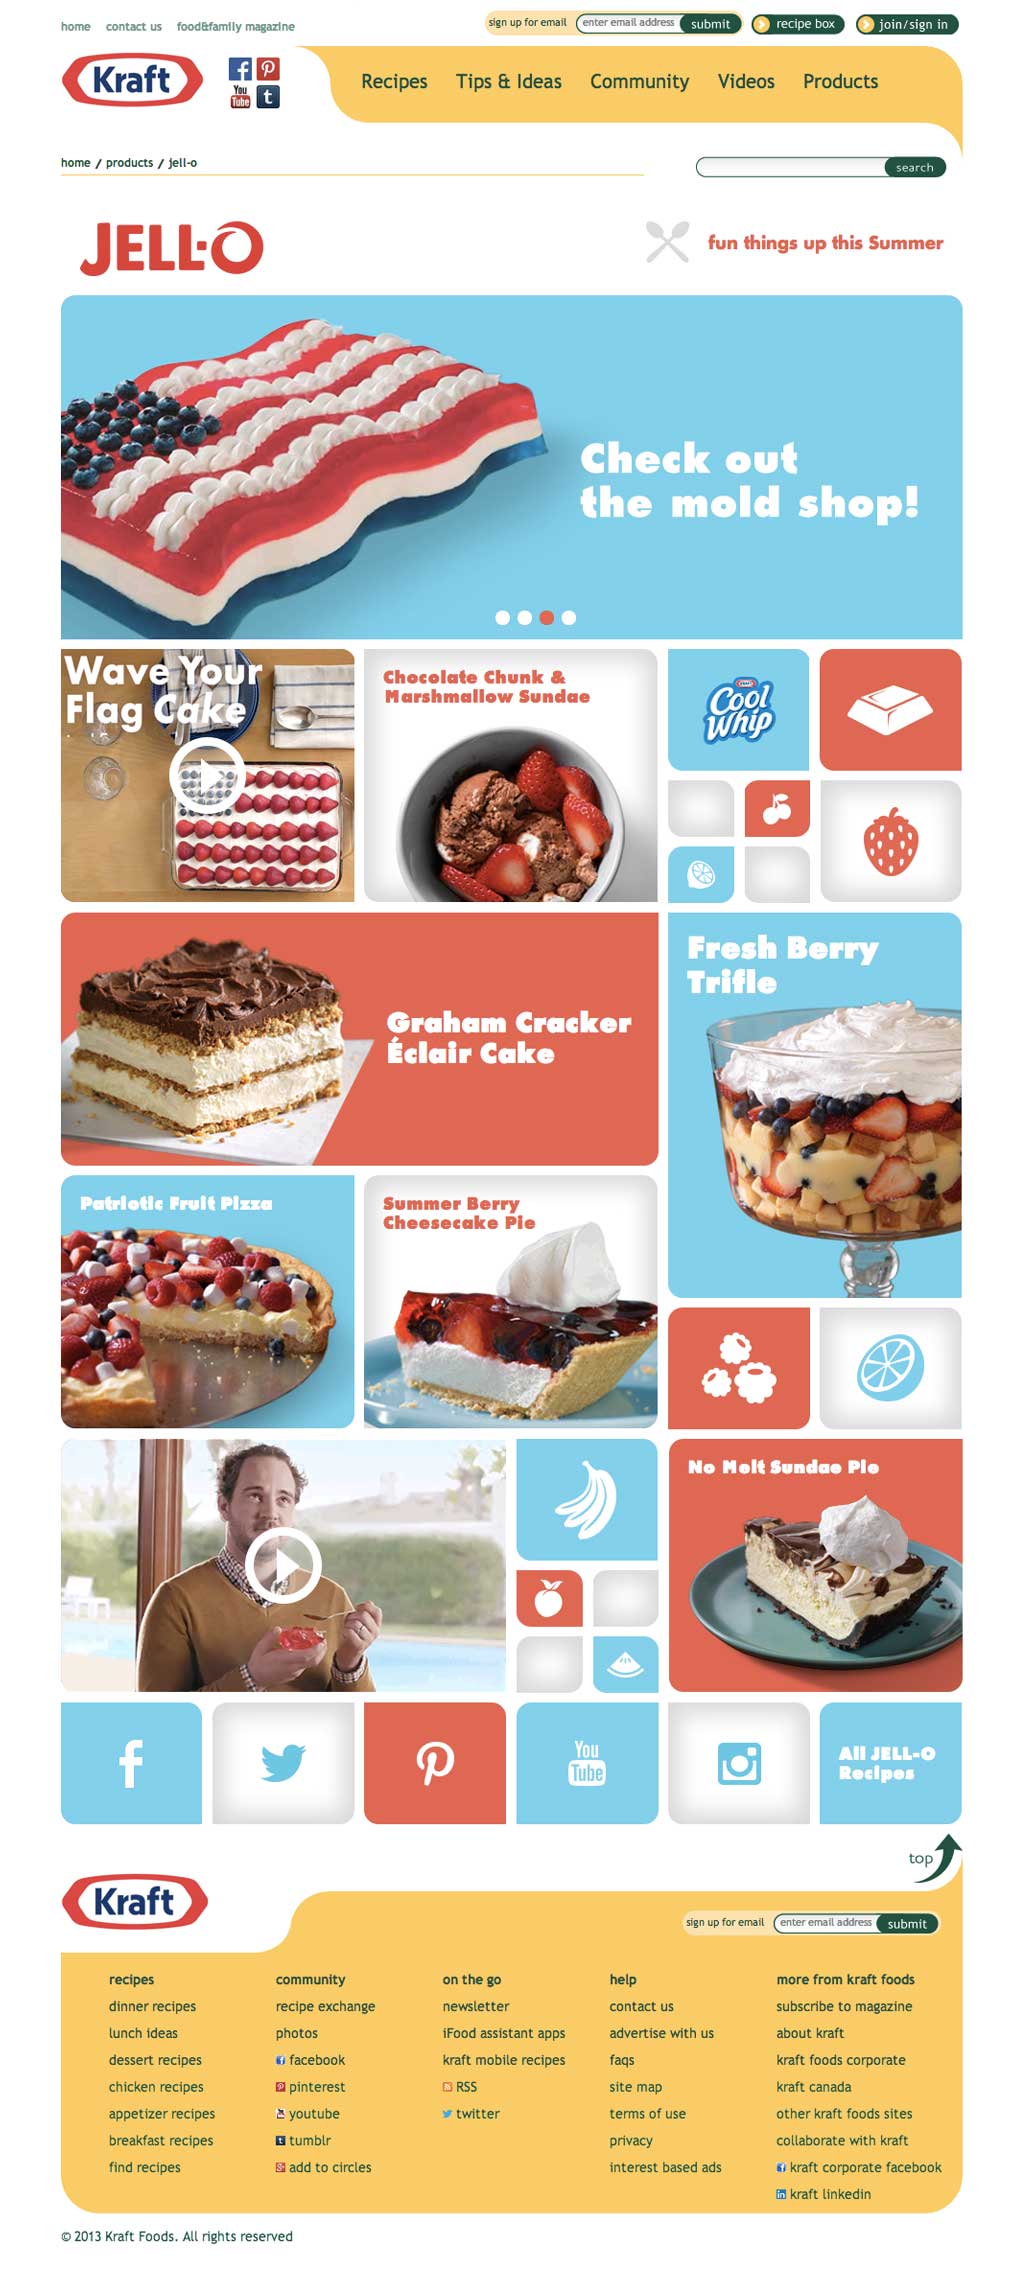 home contact us food&family magazine
sign up for email enter email address submit recipe box join/sign in
Kraft
You
Tube
Recipes Tips & Ideas Community Videos Products
home / products / jell-o
search
JELL-O
fun things up this Summer
Check out
the mold shop!
Wave Your
Flag Cake
Chocolate Chunk &
Marshmallow Sundae
KRAFT
Cool
Whip
Graham Cracker
Éclair Cake
Fresh Berry
Trifle
Patriotic Fruit Pizza
Summer Berry
Cheesecake Pie
No Melt Sundae Pie
You
Tube
All JELL-O
Recipes
top
Kraft
sign up for email enter email address submit
recipes
dinner recipes
lunch ideas
dessert recipes
chicken recipes
appetizer recipes
breakfast recipes
find recipes
community
recipe exchange
photos
facebook
pinterest
youtube
tumblr
add to circles
on the go
newsletter
iFood assistant apps
kraft mobile recipes
RSS
twitter
help
contact us
advertise with us
faqs
site map
terms of use
privacy
interest based ads
more from kraft foods
subscribe to magazine
about kraft
kraft foods corporate
kraft canada
other kraft foods sites
collaborate with kraft
kraft corporate facebook
kraft linkedin
© 2013 Kraft Foods. All rights reserved